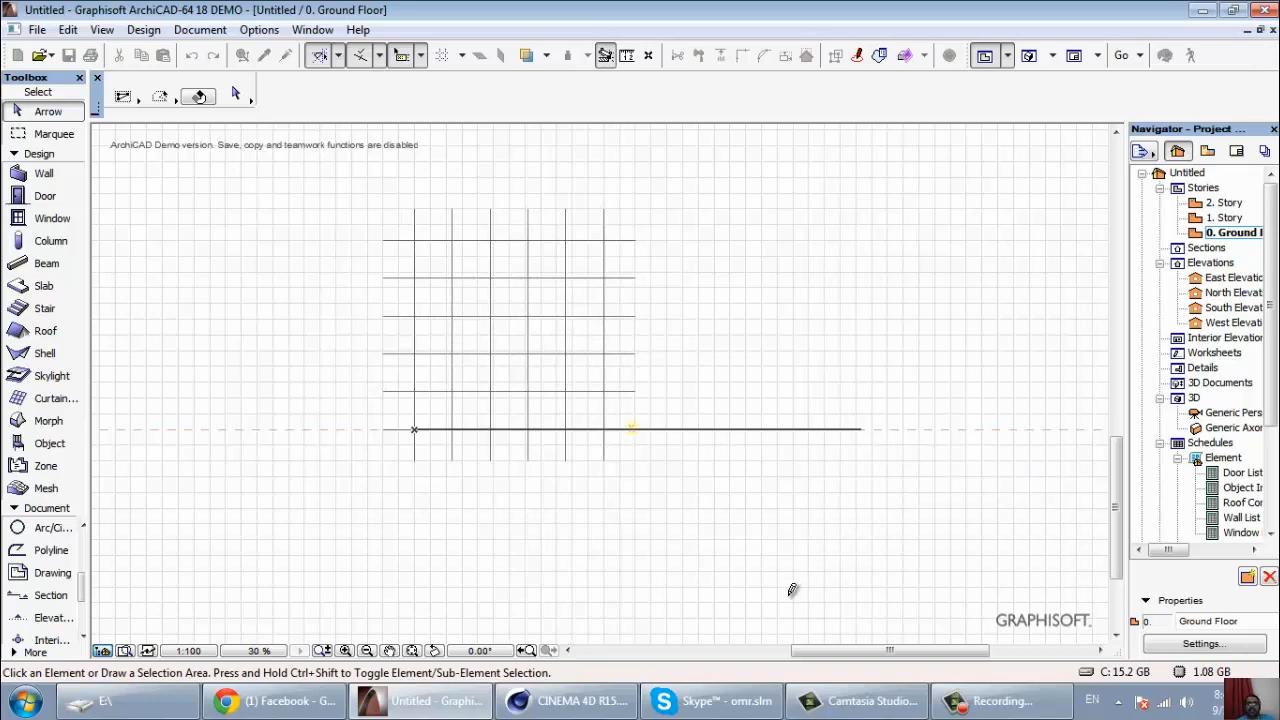 Untitled - Graphisoft ArchiCAD-64 18 DEMO - [Untitled / 0. Ground Floor]
File Edit View Design Document Options Window Help
Go
Toolbox
Select
Arrow
Marquee
Design
Wall
Door
Window
Column
Beam
Slab
Stair
Roof
Shell
Skylight
Curtain...
Morph
Object
Zone
Mesh
Document
Arc/Ci...
Polyline
Drawing
Section
Elevat...
Interi...
More
ArchiCAD Demo version. Save, copy and teamwork functions are disabled
GRAPHISOFT.
Navigator - Project ...
Untitled
Stories
2. Story
1. Story
0. Ground F
Sections
Elevations
East Elevatio
North Elevat
South Elevat
West Elevati
Interior Elevation
Worksheets
Details
3D Documents
3D
Generic Pers
Generic Axon
Schedules
Element
Door List
Object In
Roof Cor
Wall List
Window
Properties
0. Ground Floor
Settings...
1:100 30 % 0.00°
Click an Element or Draw a Selection Area. Press and Hold Ctrl+Shift to Toggle Element/Sub-Element Selection.
C: 15.2 GB 1.08 GB
E:\
(1) Facebook - G...
Untitled - Graphi...
CINEMA 4D R15....
Skype™ - omr.slm
Camtasia Studio...
Recording...
EN